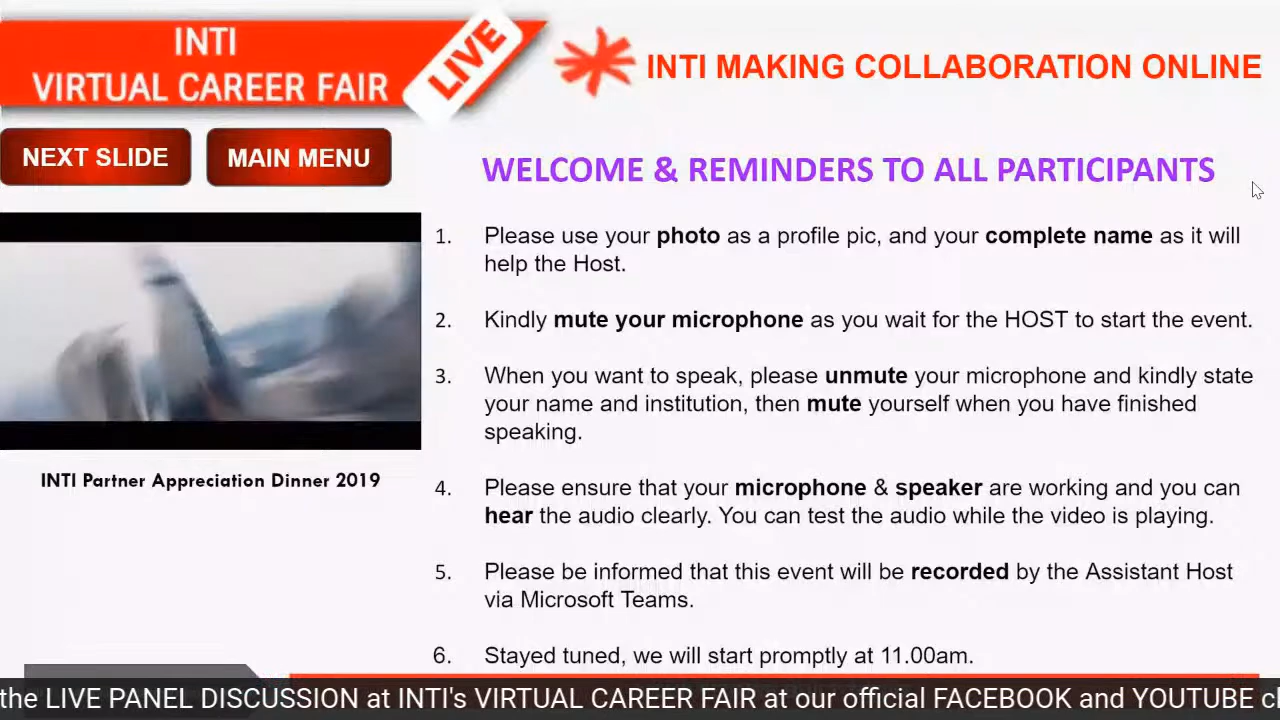 INTI
VIRTUAL CAREER FAIR
LIVE
INTI MAKING COLLABORATION ONLINE
NEXT SLIDE
MAIN MENU
WELCOME & REMINDERS TO ALL PARTICIPANTS
INTI Partner Appreciation Dinner 2019
1. Please use your photo as a profile pic, and your complete name as it will
help the Host.
2. Kindly mute your microphone as you wait for the HOST to start the event.
3. When you want to speak, please unmute your microphone and kindly state
your name and institution, then mute yourself when you have finished
speaking.
4. Please ensure that your microphone & speaker are working and you can
hear the audio clearly. You can test the audio while the video is playing.
5. Please be informed that this event will be recorded by the Assistant Host
via Microsoft Teams.
6. Stayed tuned, we will start promptly at 11.00am.
the LIVE PANEL DISCUSSION at INTI's VIRTUAL CAREER FAIR at our official FACEBOOK and YOUTUBE